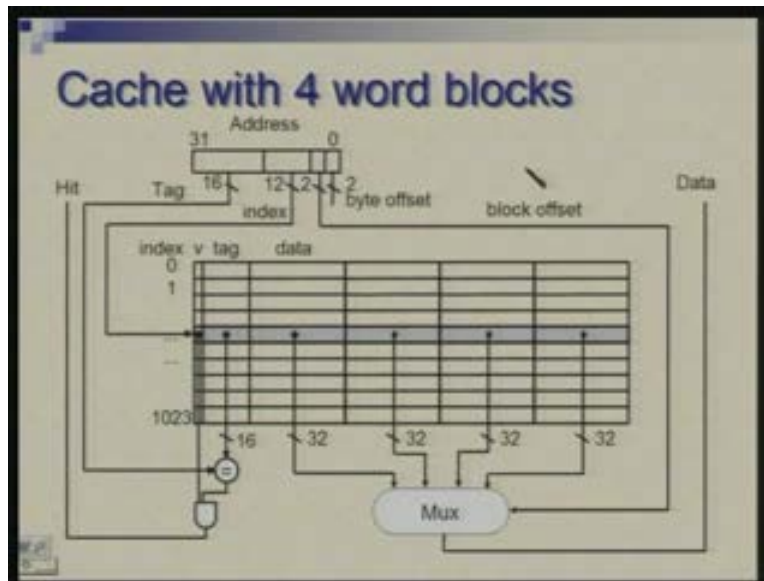 Cache with 4 word blocks
Address
31 0
Hit Tag 16 12 2 2 Data
index byte offset block offset
index v tag data
0
1
...
...
1023
16 32 32 32 32
=
Mux